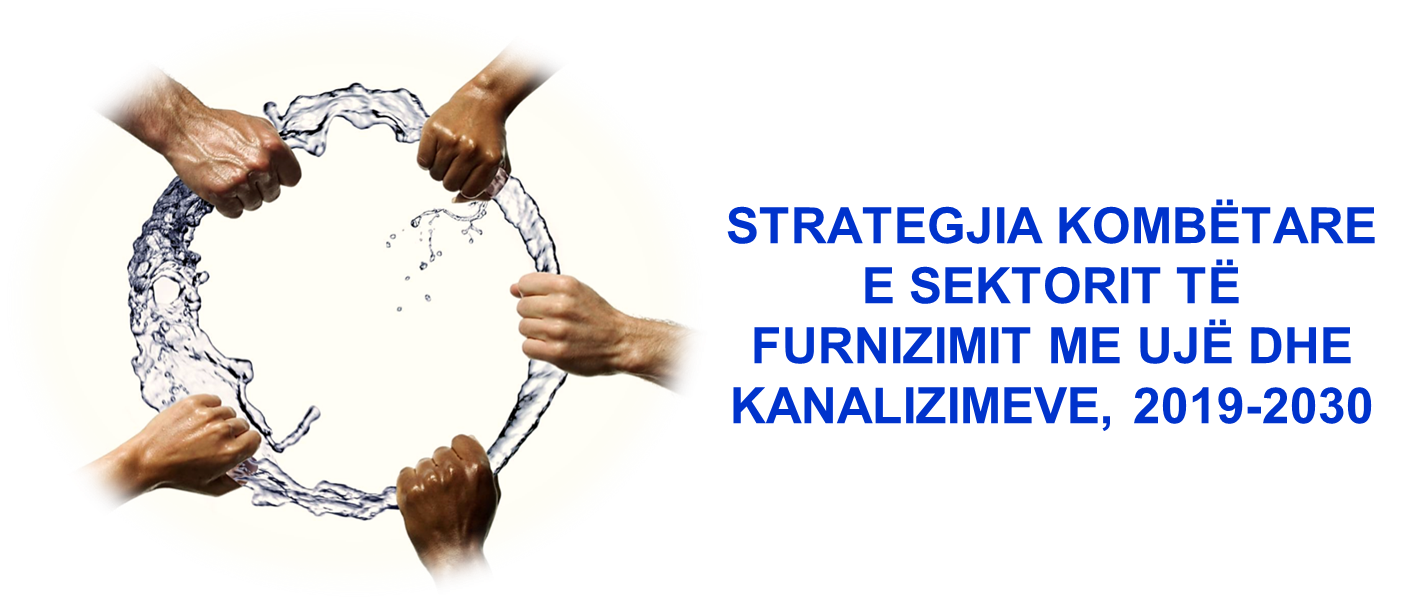 STRATEGJIA KOMBËTARE
E SEKTORIT TË
FURNIZIMIT ME UJË DHE
KANALIZIMEVE, 2019-2030